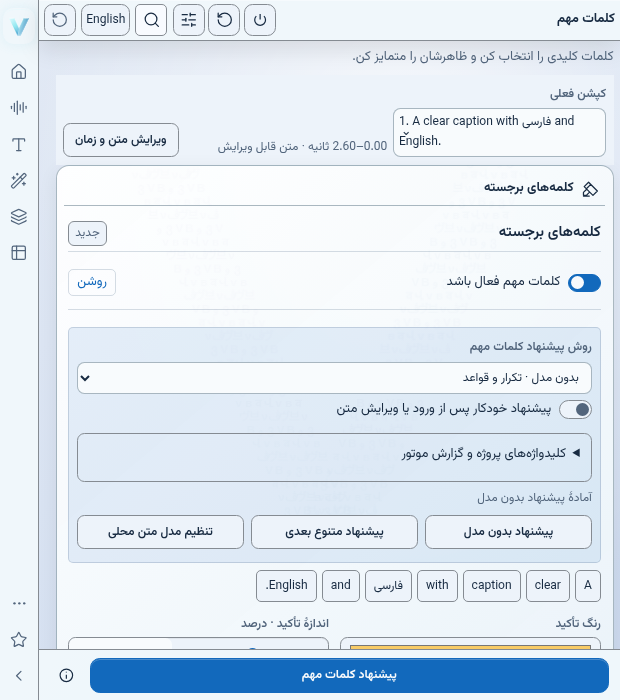 کلمات مهم
English
کلمات کلیدی را انتخاب کن و ظاهرشان را متمایز کن.
کپشن فعلی
1. A clear caption with فارسی and
English.
0.00–2.60 ثانیه · متن قابل ویرایش
ویرایش متن و زمان
کلمه‌های برجسته
کلمه‌های برجسته
جدید
کلمات مهم فعال باشد
روشن
روش پیشنهاد کلمات مهم
بدون مدل · تکرار و قواعد
پیشنهاد خودکار پس از ورود یا ویرایش متن
کلیدواژه‌های پروژه و گزارش موتور
آمادهٔ پیشنهاد بدون مدل
پیشنهاد بدون مدل
پیشنهاد متنوع بعدی
تنظیم مدل متن محلی
A clear caption with فارسی and English.
رنگ تأکید
اندازهٔ تأکید · درصد
پیشنهاد کلمات مهم